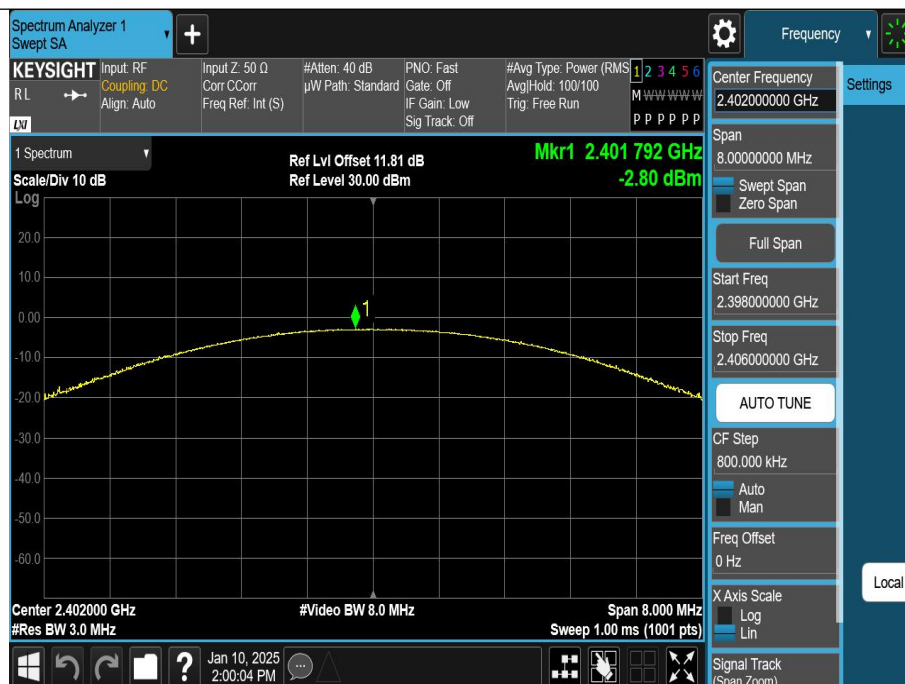 Spectrum Analyzer 1
Swept SA
+
Frequency
KEYSIGHT
RL
LXI
Input: RF
Coupling: DC
Align: Auto
Input Z: 50 Ω
Corr CCorr
Freq Ref: Int (S)
#Atten: 40 dB
µW Path: Standard
PNO: Fast
Gate: Off
IF Gain: Low
Sig Track: Off
#Avg Type: Power (RMS
Avg|Hold: 100/100
Trig: Free Run
1 2 3 4 5 6
M W W W W W
P P P P P P
1 Spectrum
Scale/Div 10 dB
Log
Ref Lvl Offset 11.81 dB
Ref Level 30.00 dBm
Mkr1 2.401 792 GHz
-2.80 dBm
20.0
10.0
0.00
-10.0
-20.0
-30.0
-40.0
-50.0
-60.0
1
Center 2.402000 GHz
#Res BW 3.0 MHz
#Video BW 8.0 MHz
Span 8.000 MHz
Sweep 1.00 ms (1001 pts)
?
Jan 10, 2025
2:00:04 PM
Center Frequency
2.402000000 GHz
Settings
Span
8.00000000 MHz
Swept Span
Zero Span
Full Span
Start Freq
2.398000000 GHz
Stop Freq
2.406000000 GHz
AUTO TUNE
CF Step
800.000 kHz
Auto
Man
Freq Offset
0 Hz
Local
X Axis Scale
Log
Lin
Signal Track
(Span Zoom)